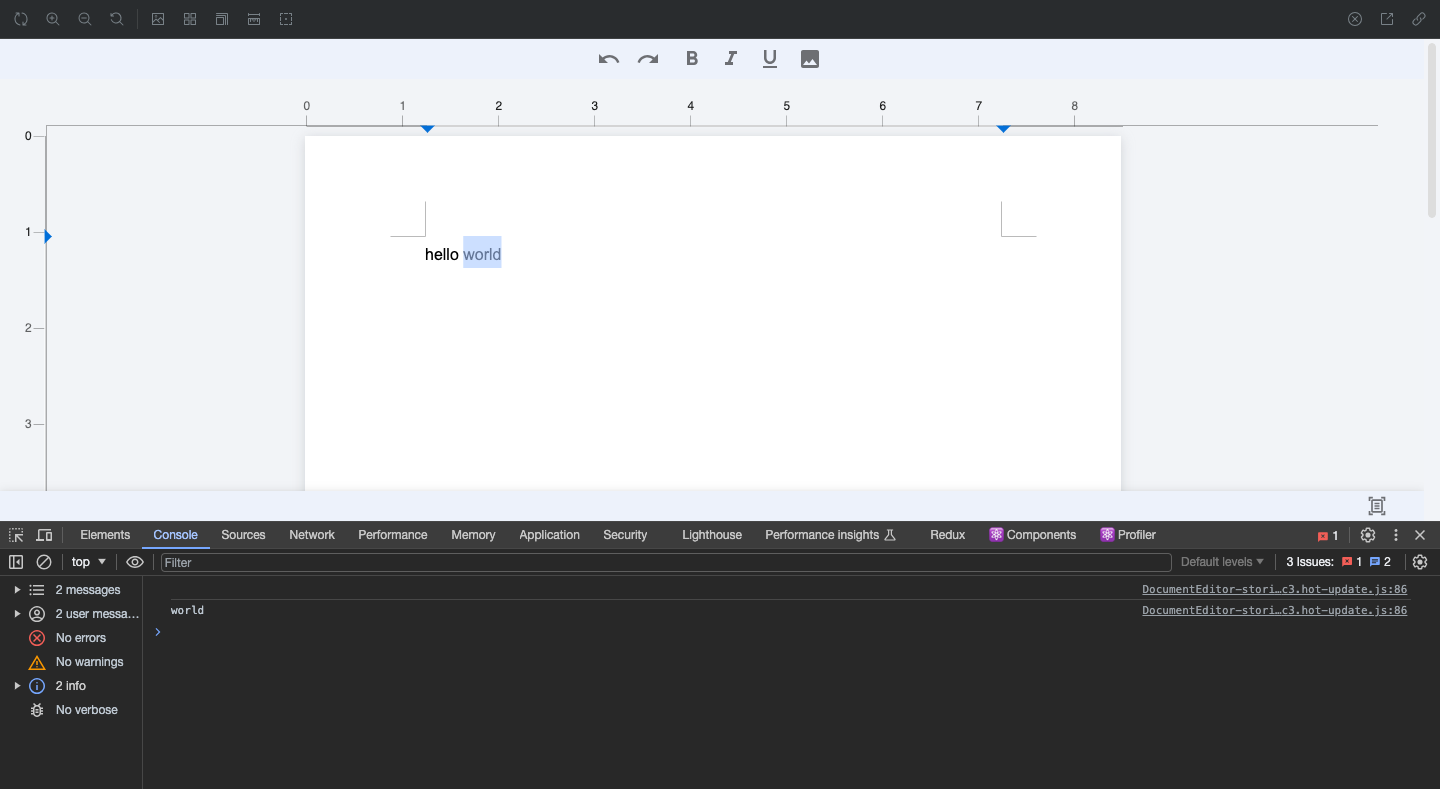 B I U
0 1 2 3 4 5 6 7 8
0
1
hello world
2
3
Elements Console Sources Network Performance Memory Application Security Lighthouse Performance insights Redux Components Profiler 1
top Filter Default levels 3 Issues: 1 2
2 messages DocumentEditor-stori…c3.hot-update.js:86
2 user messa… world DocumentEditor-stori…c3.hot-update.js:86
No errors
No warnings
2 info
No verbose